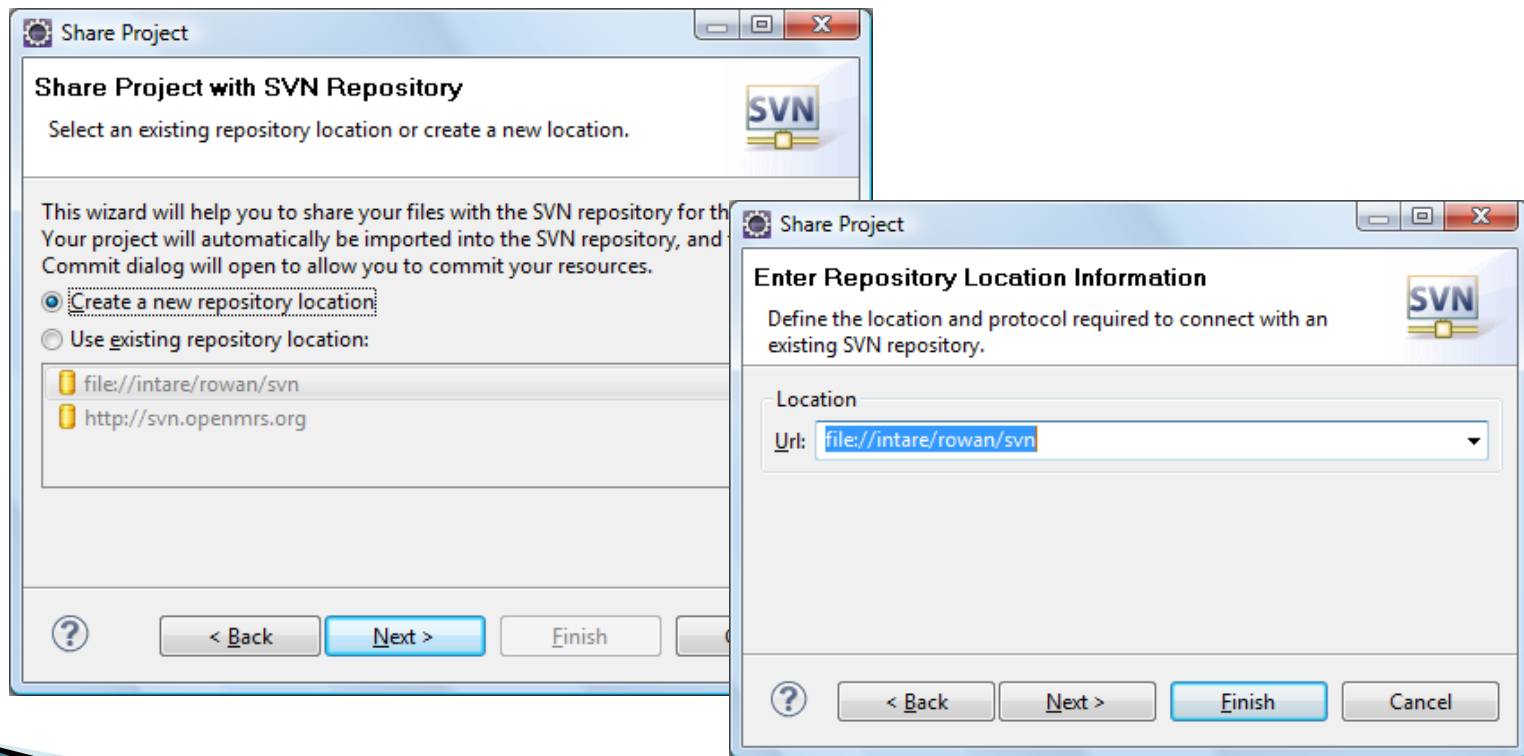 Share Project
Share Project with SVN Repository
Select an existing repository location or create a new location.
SVN
This wizard will help you to share your files with the SVN repository for th
Your project will automatically be imported into the SVN repository, and
Commit dialog will open to allow you to commit your resources.
Create a new repository location
Use existing repository location:
file://intare/rowan/svn
http://svn.openmrs.org
? < Back Next > Finish
Share Project
Enter Repository Location Information
Define the location and protocol required to connect with an
existing SVN repository.
SVN
Location
Url: file://intare/rowan/svn
? < Back Next > Finish Cancel